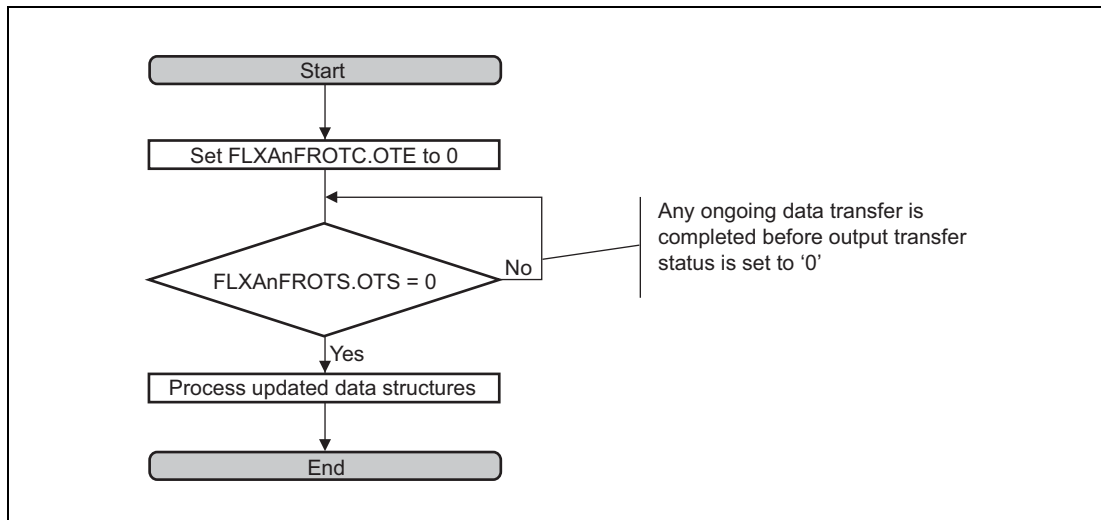 Start
Set FLXAnFROTC.OTE to 0
Any ongoing data transfer is
completed before output transfer
status is set to ‘0’
FLXAnFROTS.OTS = 0
No
Yes
Process updated data structures
End